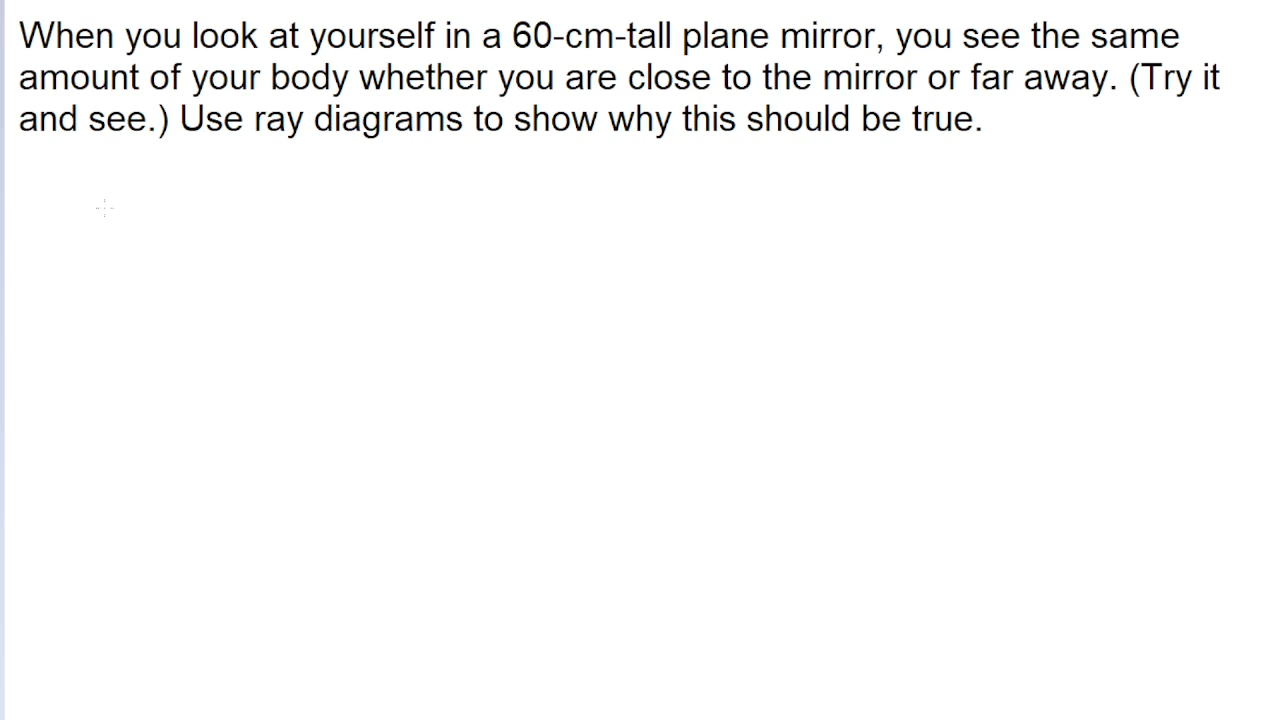 When you look at yourself in a 60-cm-tall plane mirror, you see the same
amount of your body whether you are close to the mirror or far away. (Try it
and see.) Use ray diagrams to show why this should be true.